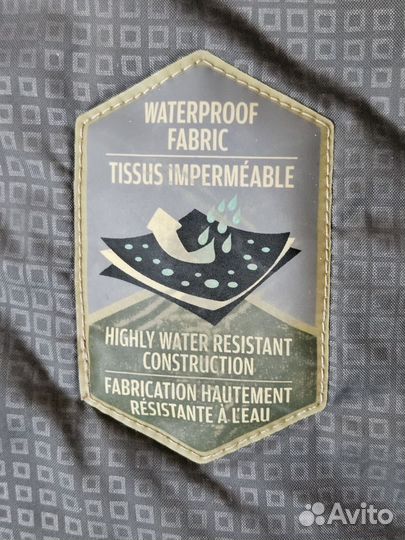 WATERPROOF
FABRIC
TISSUS IMPERMÉABLE
HIGHLY WATER RESISTANT
CONSTRUCTION
FABRICATION HAUTEMENT
RÉSISTANTE À L'EAU
Avito